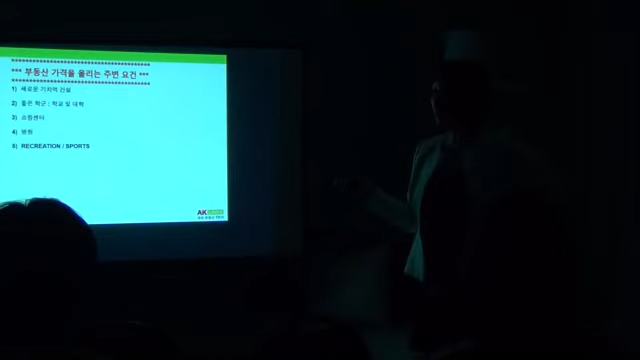 *** 부동산 가격을 올리는 주변 요건 ***
1) 새로운 기차역 건설
2) 좋은 학군 : 학교 및 대학
3) 쇼핑센터
4) 병원
5) RECREATION / SPORTS
AK